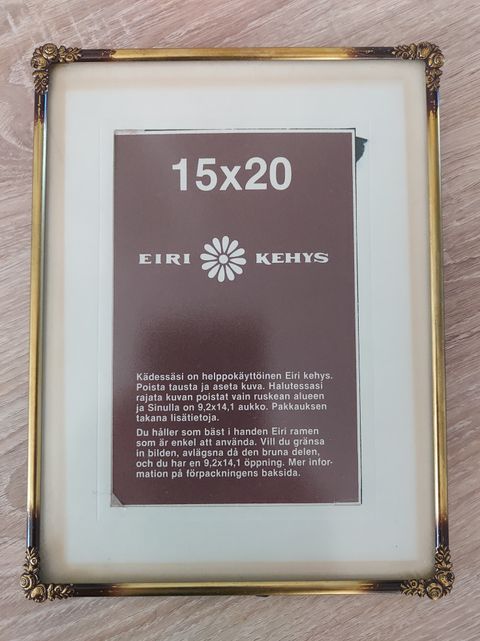 15x20
EIRI KEHYS
Kädessäsi on helppokäyttöinen Eiri kehys.
Poista tausta ja aseta kuva. Halutessasi
rajata kuvan poistat vain ruskean alueen
ja Sinulla on 9,2x14,1 aukko. Pakkauksen
takana lisätietoja.
Du håller som bäst i handen Eiri ramen
som är enkel att använda. Vill du gränsa
in bilden, avlägsna då den bruna delen,
och du har en 9,2x14,1 öppning. Mer infor-
mation på förpackningens baksida.